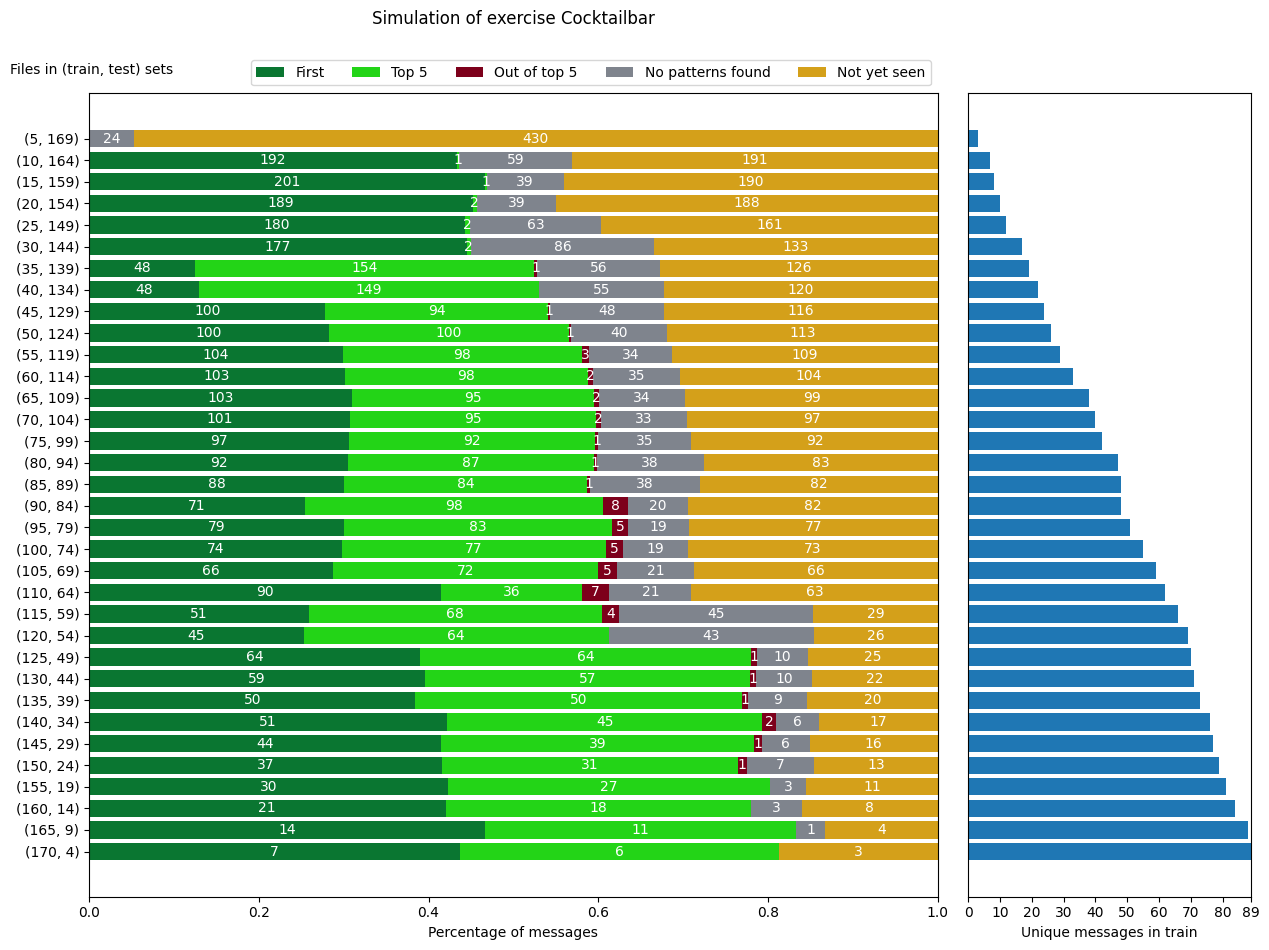 Simulation of exercise Cocktailbar
Files in (train, test) sets
First Top 5 Out of top 5 No patterns found Not yet seen
(5, 169) 24 430
(10, 164) 192 1 59 191
(15, 159) 201 1 39 190
(20, 154) 189 2 39 188
(25, 149) 180 2 63 161
(30, 144) 177 2 86 133
(35, 139) 48 154 1 56 126
(40, 134) 48 149 55 120
(45, 129) 100 94 1 48 116
(50, 124) 100 100 1 40 113
(55, 119) 104 98 3 34 109
(60, 114) 103 98 2 35 104
(65, 109) 103 95 2 34 99
(70, 104) 101 95 2 33 97
(75, 99) 97 92 1 35 92
(80, 94) 92 87 1 38 83
(85, 89) 88 84 1 38 82
(90, 84) 71 98 8 20 82
(95, 79) 79 83 5 19 77
(100, 74) 74 77 5 19 73
(105, 69) 66 72 5 21 66
(110, 64) 90 36 7 21 63
(115, 59) 51 68 4 45 29
(120, 54) 45 64 43 26
(125, 49) 64 64 1 10 25
(130, 44) 59 57 1 10 22
(135, 39) 50 50 1 9 20
(140, 34) 51 45 2 6 17
(145, 29) 44 39 1 6 16
(150, 24) 37 31 1 7 13
(155, 19) 30 27 3 11
(160, 14) 21 18 3 8
(165, 9) 14 11 1 4
(170, 4) 7 6 3
0.0 0.2 0.4 0.6 0.8 1.0
Percentage of messages
0 10 20 30 40 50 60 70 80 89
Unique messages in train